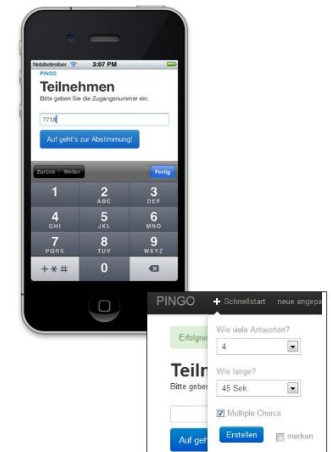 Netzbetreiber 3:07 PM
PINGO
Teilnehmen
Bitte geben Sie die Zugangsnummer ein:
7718
Auf geht's zur Abstimmung!
Zurück Weiter Fertig
1 2 3
ABC DEF
4 5 6
GHI JKL MNO
7 8 9
PQRS TUV WXYZ
+*# 0
PINGO + Schnellstart neue angepa
Erfolgre
Wie viele Antworten?
4
Teiln
Wie lange?
Bitte geber
45 Sek.
Multiple Choice
Auf geh
Erstellen merken